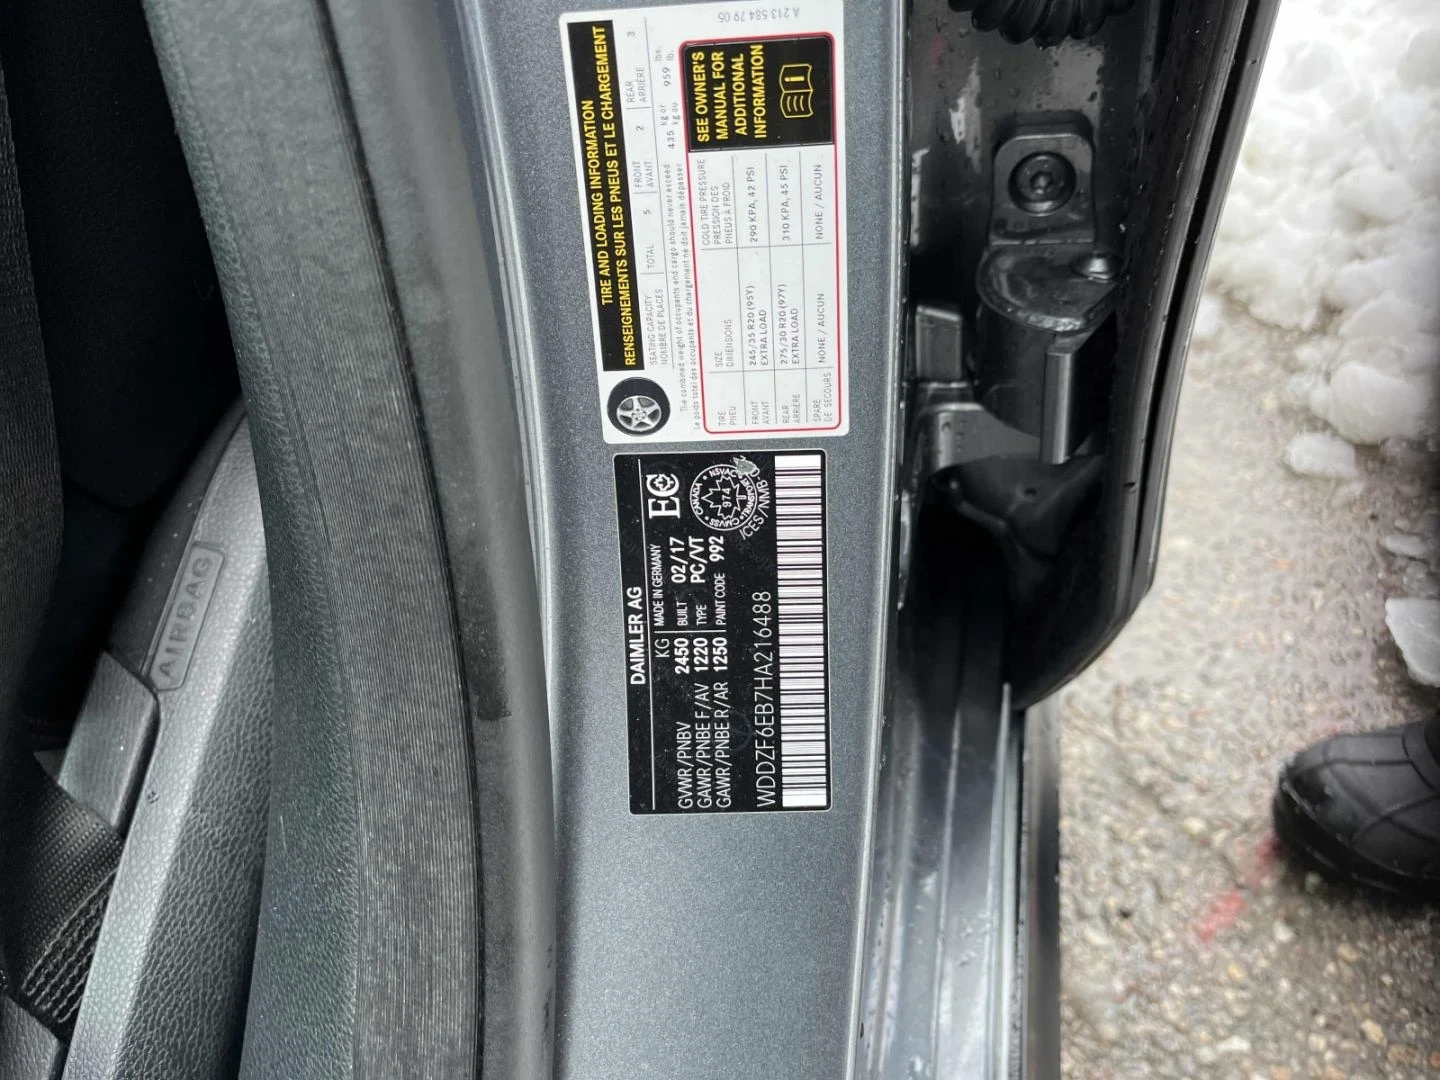 A 213 584 79 05
TIRE AND LOADING INFORMATION
RENSEIGNEMENTS SUR LES PNEUS ET LE CHARGEMENT
SEATING CAPACITY
NOMBRE DE PLACES
TOTAL 5
FRONT
AVANT 2
REAR
ARRIÈRE 3
The combined weight of occupants and cargo should never exceed 435 kg or 959 lbs.
Le poids total des occupants et du chargement ne doit jamais dépasser 435 kg ou 959 lb.
TIRE
PNEU
SIZE
DIMENSIONS
COLD TIRE PRESSURE
PRESSION DES
PNEUS À FROID
SEE OWNER'S
MANUAL FOR
ADDITIONAL
INFORMATION
FRONT
AVANT
245/35 R20 (95Y)
EXTRA LOAD
290 KPA, 42 PSI
REAR
ARRIÈRE
275/30 R20 (97Y)
EXTRA LOAD
310 KPA, 45 PSI
SPARE
DE SECOURS
NONE / AUCUN
NONE / AUCUN
DAIMLER AG
KG
MADE IN GERMANY
GVWR/PNBV 2450 BUILT 02/17
GAWR/PNBE F/AV 1220 TYPE PC/VT
GAWR/PNBE R/AR 1250 PAINT CODE 992
EC
CANADA NSVAC TRANSPORT CMVSS
974
WDDZF6EB7HA216488
AIRBAG